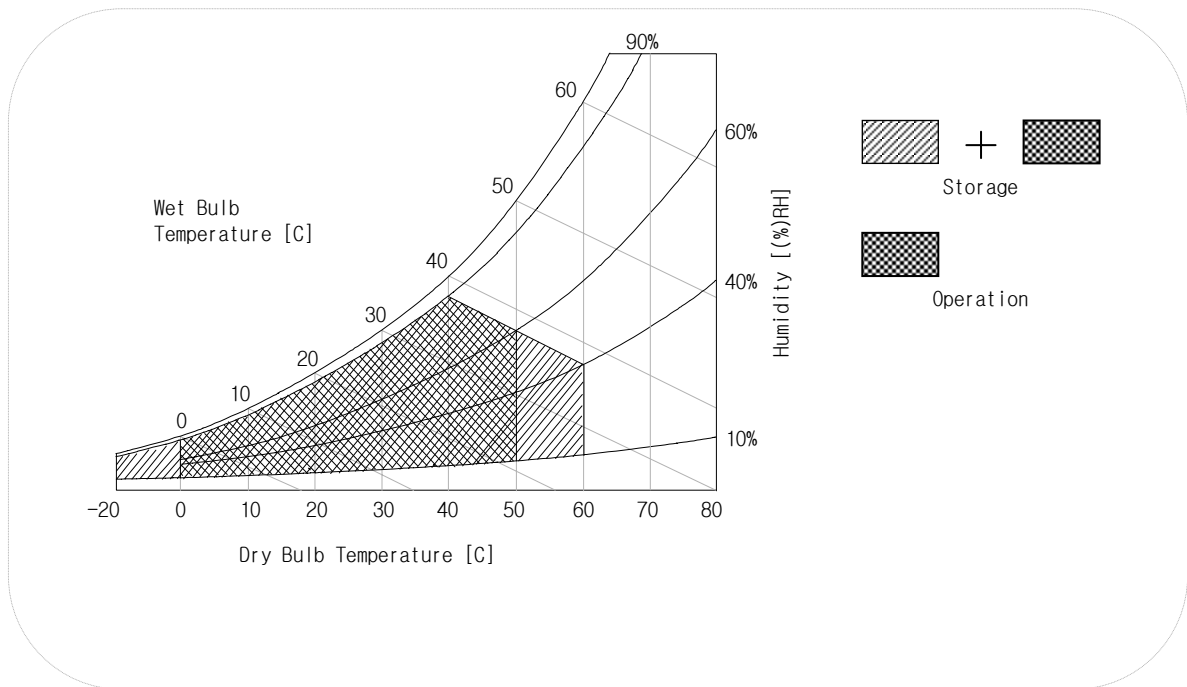 90%
60
60%
50
Wet Bulb
Temperature [C]
Storage
40
40%
Humidity [(%)RH]
30
Operation
20
10
0
10%
-20 0 10 20 30 40 50 60 70 80
Dry Bulb Temperature [C]